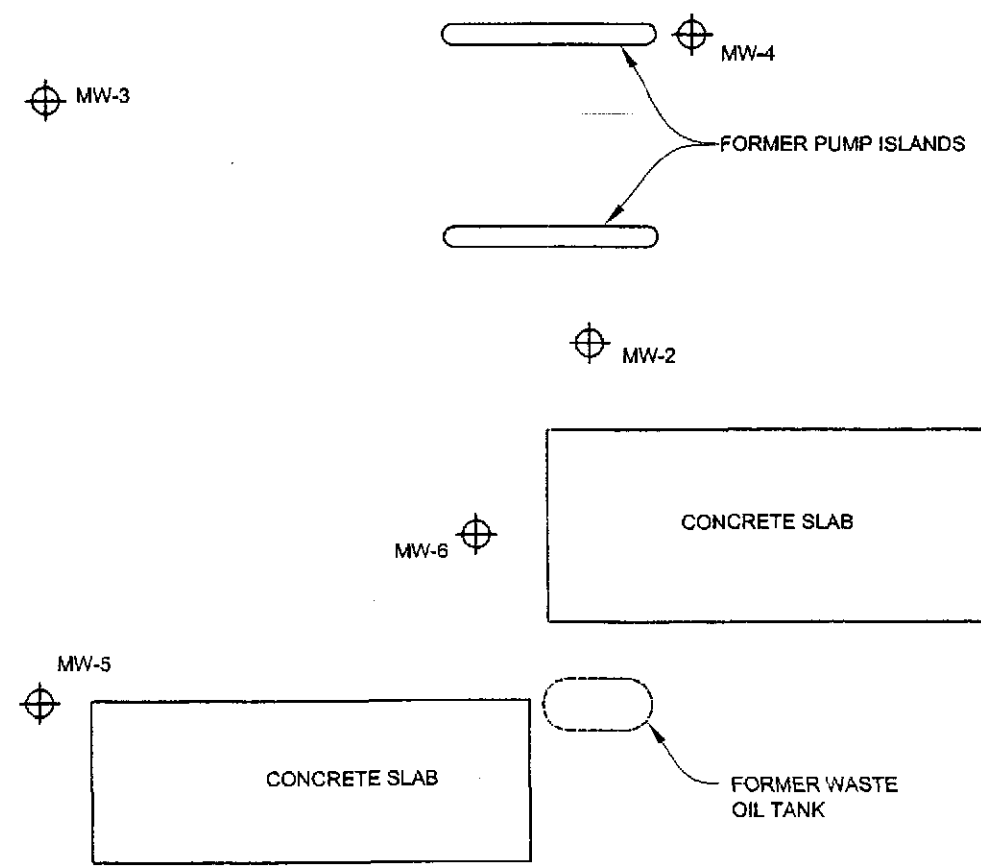 MW-4
MW-3
FORMER PUMP ISLANDS
MW-2
CONCRETE SLAB
MW-6
MW-5
CONCRETE SLAB
FORMER WASTE
OIL TANK